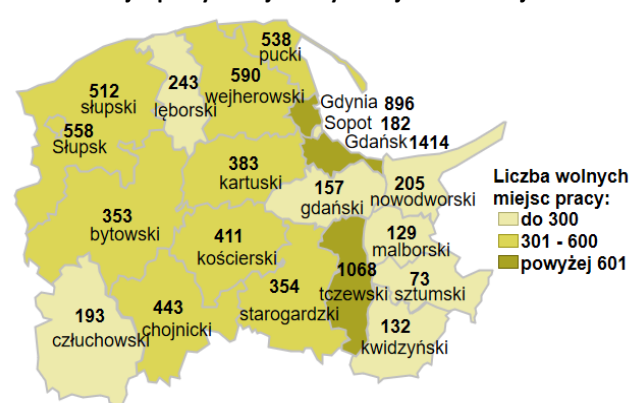 538
pucki
590
wejherowski
243
lęborski
512
słupski
558
Słupsk
Gdynia 896
Sopot 182
Gdańsk 1414
383
kartuski
157
gdański
205
nowodworski
353
bytowski
411
kościerski
129
malborski
1068
tczewski
73
sztumski
354
starogardzki
443
chojnicki
193
człuchowski
132
kwidzyński
Liczba wolnych
miejsc pracy:
do 300
301 - 600
powyżej 601